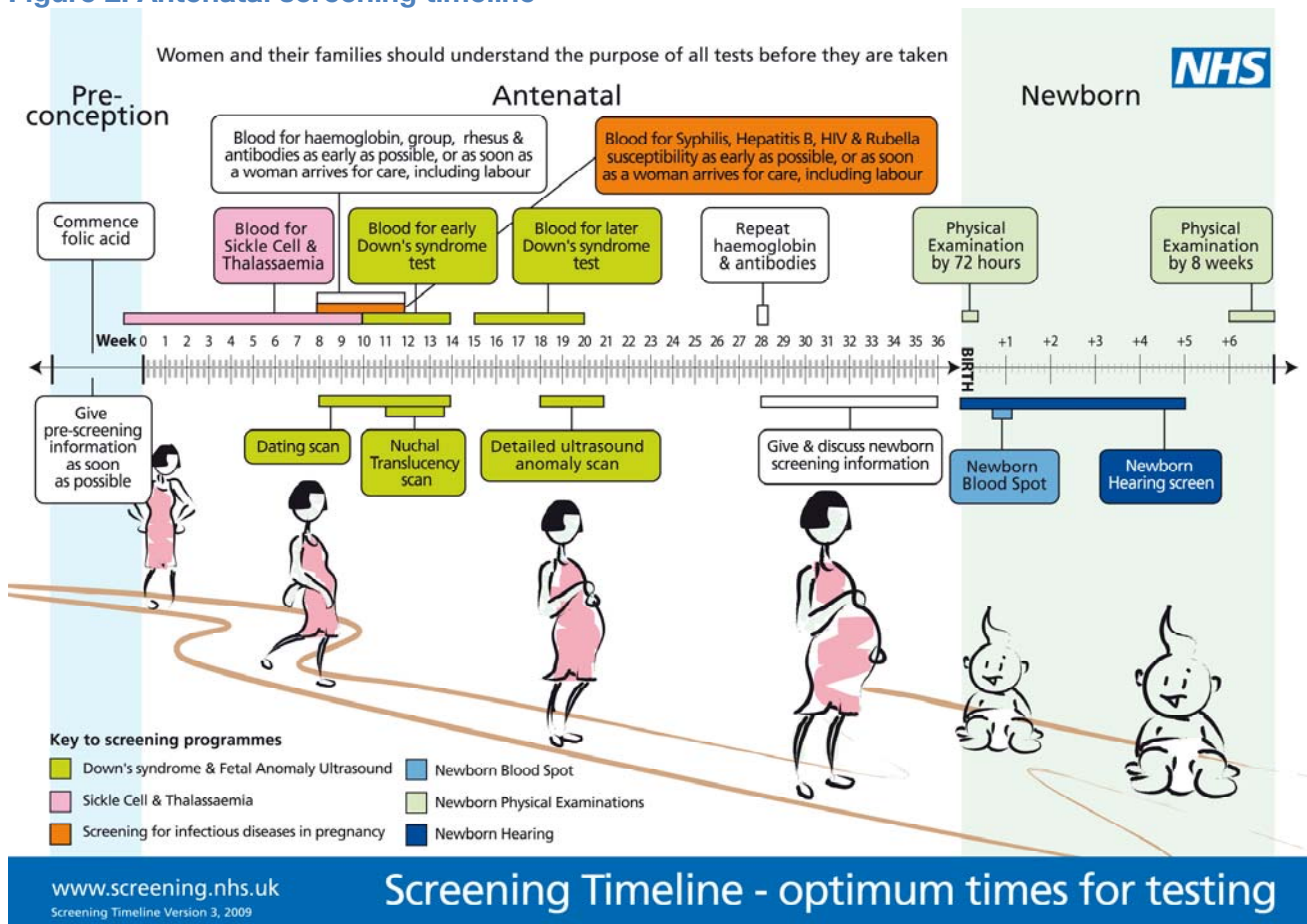 Figure 2. Antenatal screening timeline
Women and their families should understand the purpose of all tests before they are taken
NHS
Pre-
conception
Antenatal
Newborn
Blood for haemoglobin, group, rhesus &
antibodies as early as possible, or as soon as
a woman arrives for care, including labour
Blood for Syphilis, Hepatitis B, HIV & Rubella
susceptibility as early as possible, or as soon
as a woman arrives for care, including labour
Commence
folic acid
Blood for
Sickle Cell &
Thalassaemia
Blood for early
Down's syndrome
test
Blood for later
Down's syndrome
test
Repeat
haemoglobin
& antibodies
Physical
Examination
by 72 hours
Physical
Examination
by 8 weeks
Week 0 1 2 3 4 5 6 7 8 9 10 11 12 13 14 15 16 17 18 19 20 21 22 23 24 25 26 27 28 29 30 31 32 33 34 35 36
BIRTH
+1 +2 +3 +4 +5 +6
Give
pre-screening
information
as soon
as possible
Dating scan
Nuchal
Translucency
scan
Detailed ultrasound
anomaly scan
Give & discuss newborn
screening information
Newborn
Blood Spot
Newborn
Hearing screen
Key to screening programmes
Down's syndrome & Fetal Anomaly Ultrasound
Sickle Cell & Thalassaemia
Screening for infectious diseases in pregnancy
Newborn Blood Spot
Newborn Physical Examinations
Newborn Hearing
www.screening.nhs.uk
Screening Timeline Version 3, 2009
Screening Timeline - optimum times for testing